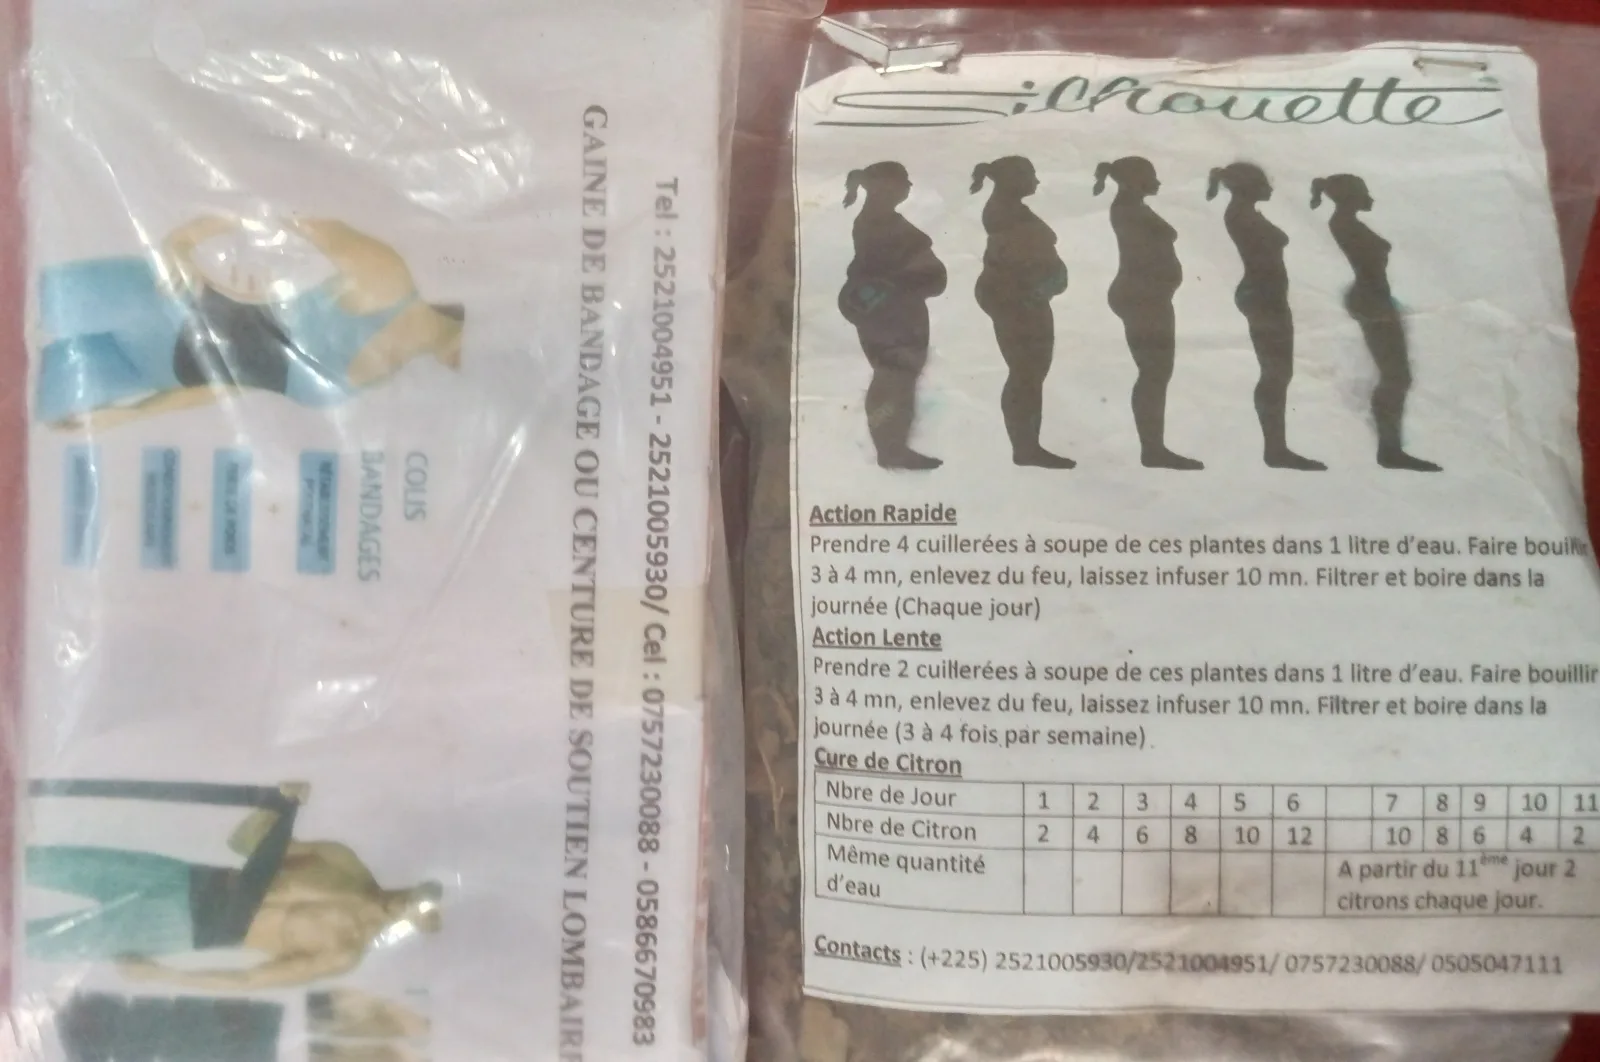 Tel : 2521004951 - 2521005930/ Cel : 0757230088 - 0586670983
GAINE DE BANDAGE OU CENTURE DE SOUTIEN LOMBAIRE
COLIS
BANDAGES
Silhouette
Action Rapide
Prendre 4 cuillerées à soupe de ces plantes dans 1 litre d'eau. Faire bouillir
3 à 4 mn, enlevez du feu, laissez infuser 10 mn. Filtrer et boire dans la
journée (Chaque jour)
Action Lente
Prendre 2 cuillerées à soupe de ces plantes dans 1 litre d'eau. Faire bouillir
3 à 4 mn, enlevez du feu, laissez infuser 10 mn. Filtrer et boire dans la
journée (3 à 4 fois par semaine).
Cure de Citron
Nbre de Jour 1 2 3 4 5 6 7 8 9 10 11
Nbre de Citron 2 4 6 8 10 12 10 8 6 4 2
Même quantité
d'eau
A partir du 11ème jour 2
citrons chaque jour.
Contacts : (+225) 2521005930/2521004951/ 0757230088/ 0505047111